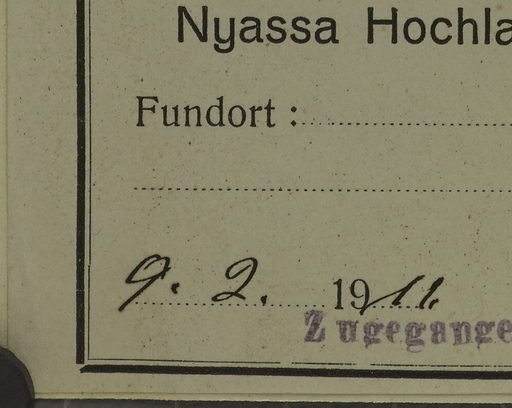 Nyassa Hochla
Fundort :
9. 2. 1911.
Zugegange